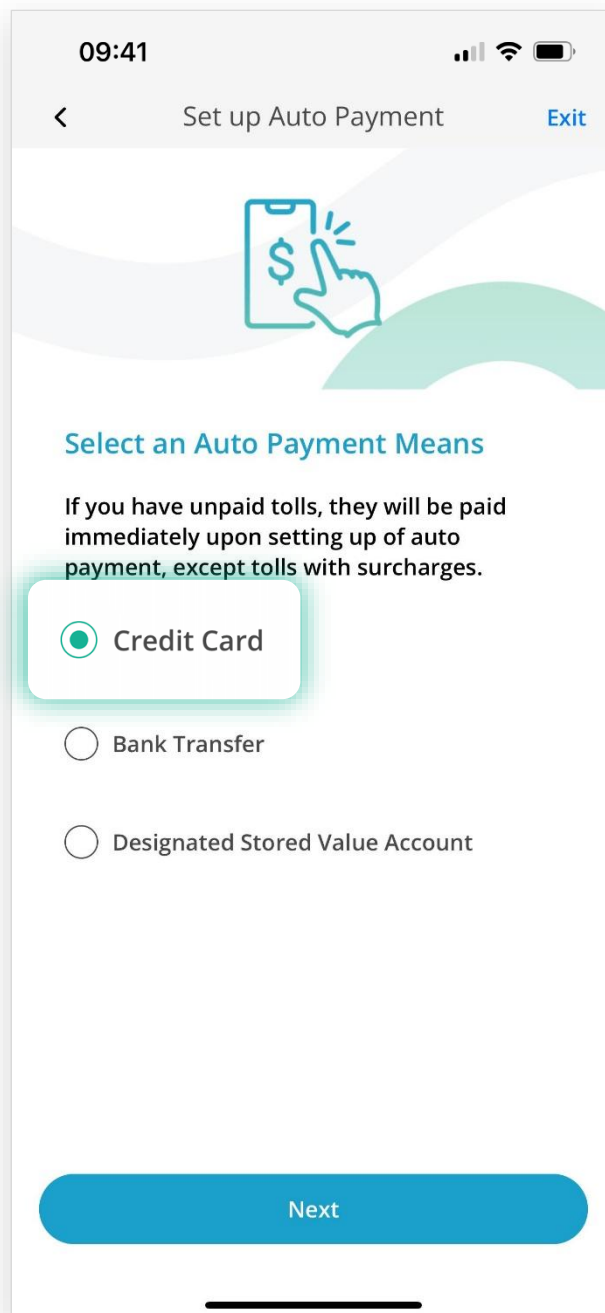 09:41
Set up Auto Payment
Exit
$
Select an Auto Payment Means
If you have unpaid tolls, they will be paid
immediately upon setting up of auto
payment, except tolls with surcharges.
Credit Card
Bank Transfer
Designated Stored Value Account
Next